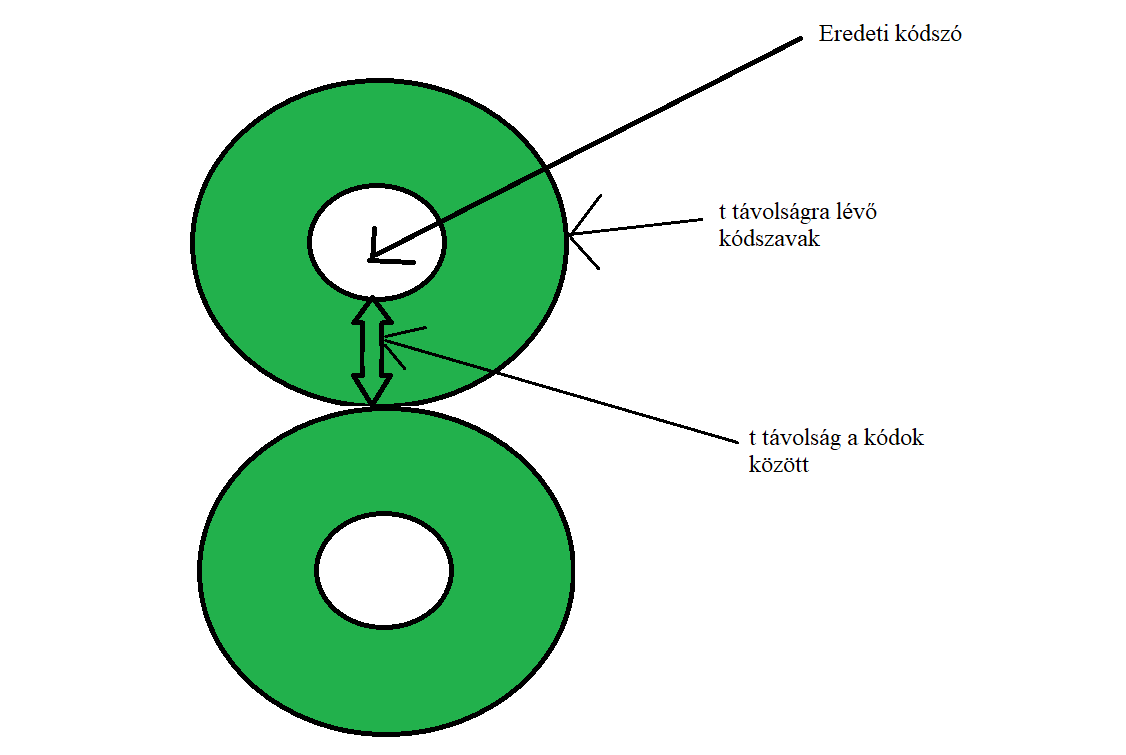 Eredeti kódszó
t távolságra lévő
kódszavak
t távolság a kódok
között